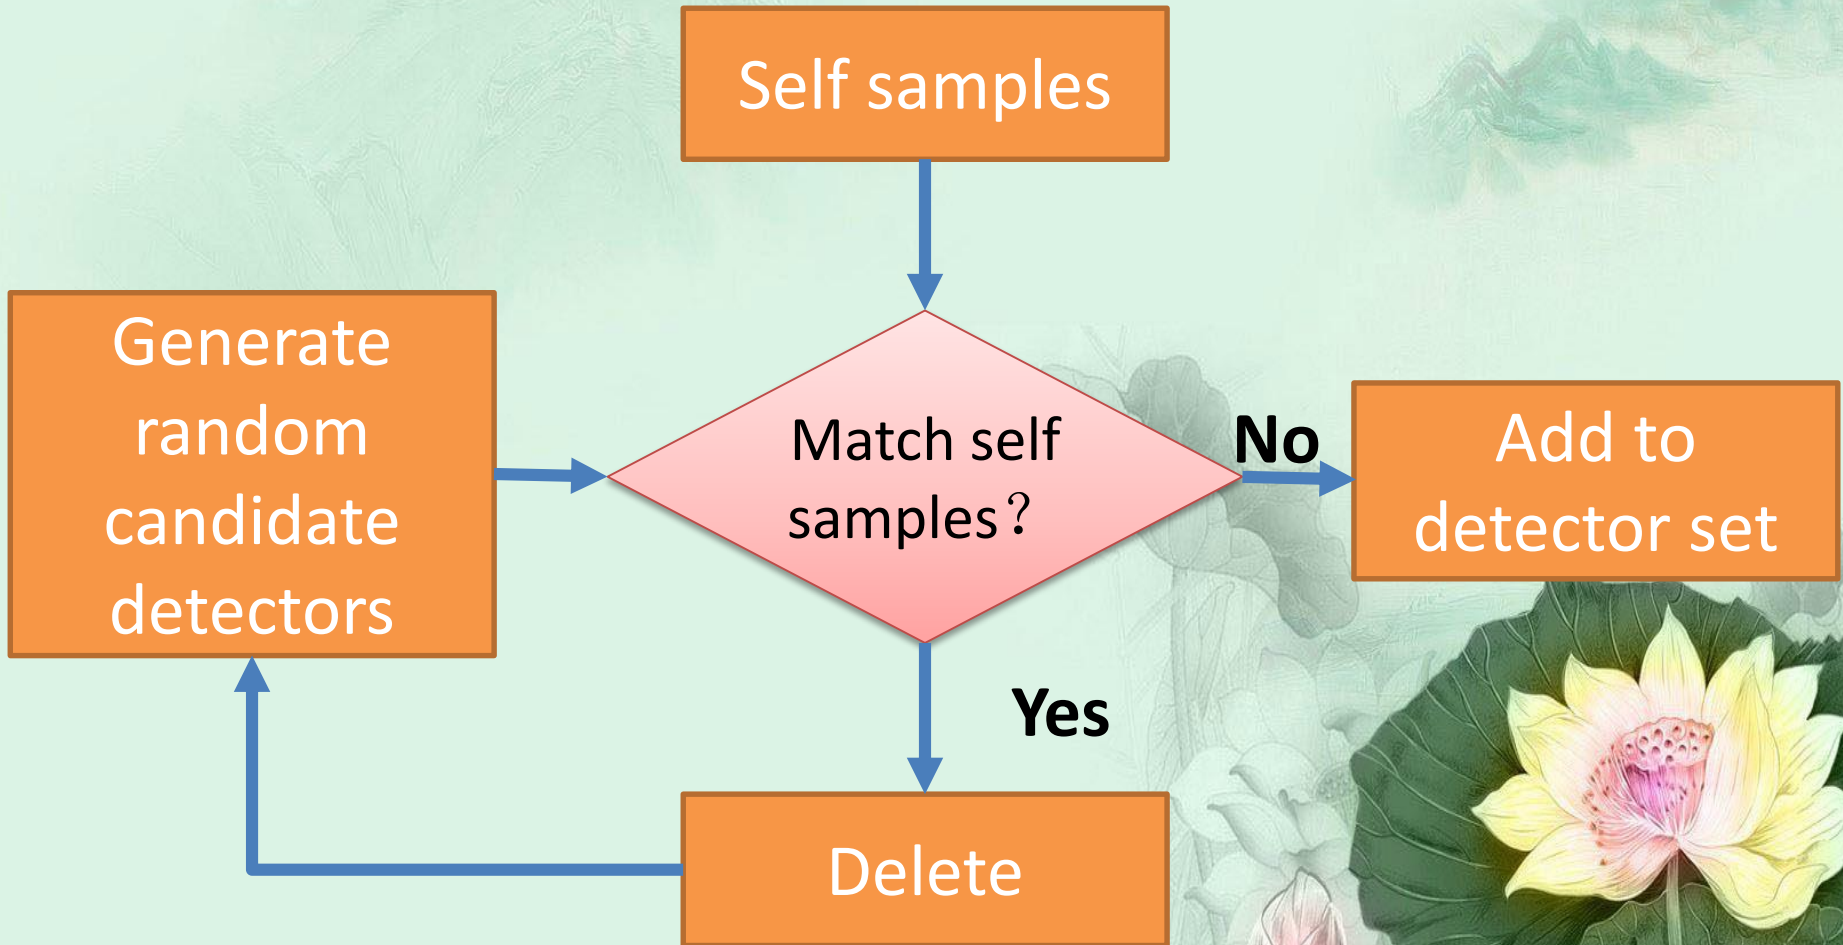 Self samples
Generate
random
candidate
detectors
Match self
samples？
No
Add to
detector set
Yes
Delete